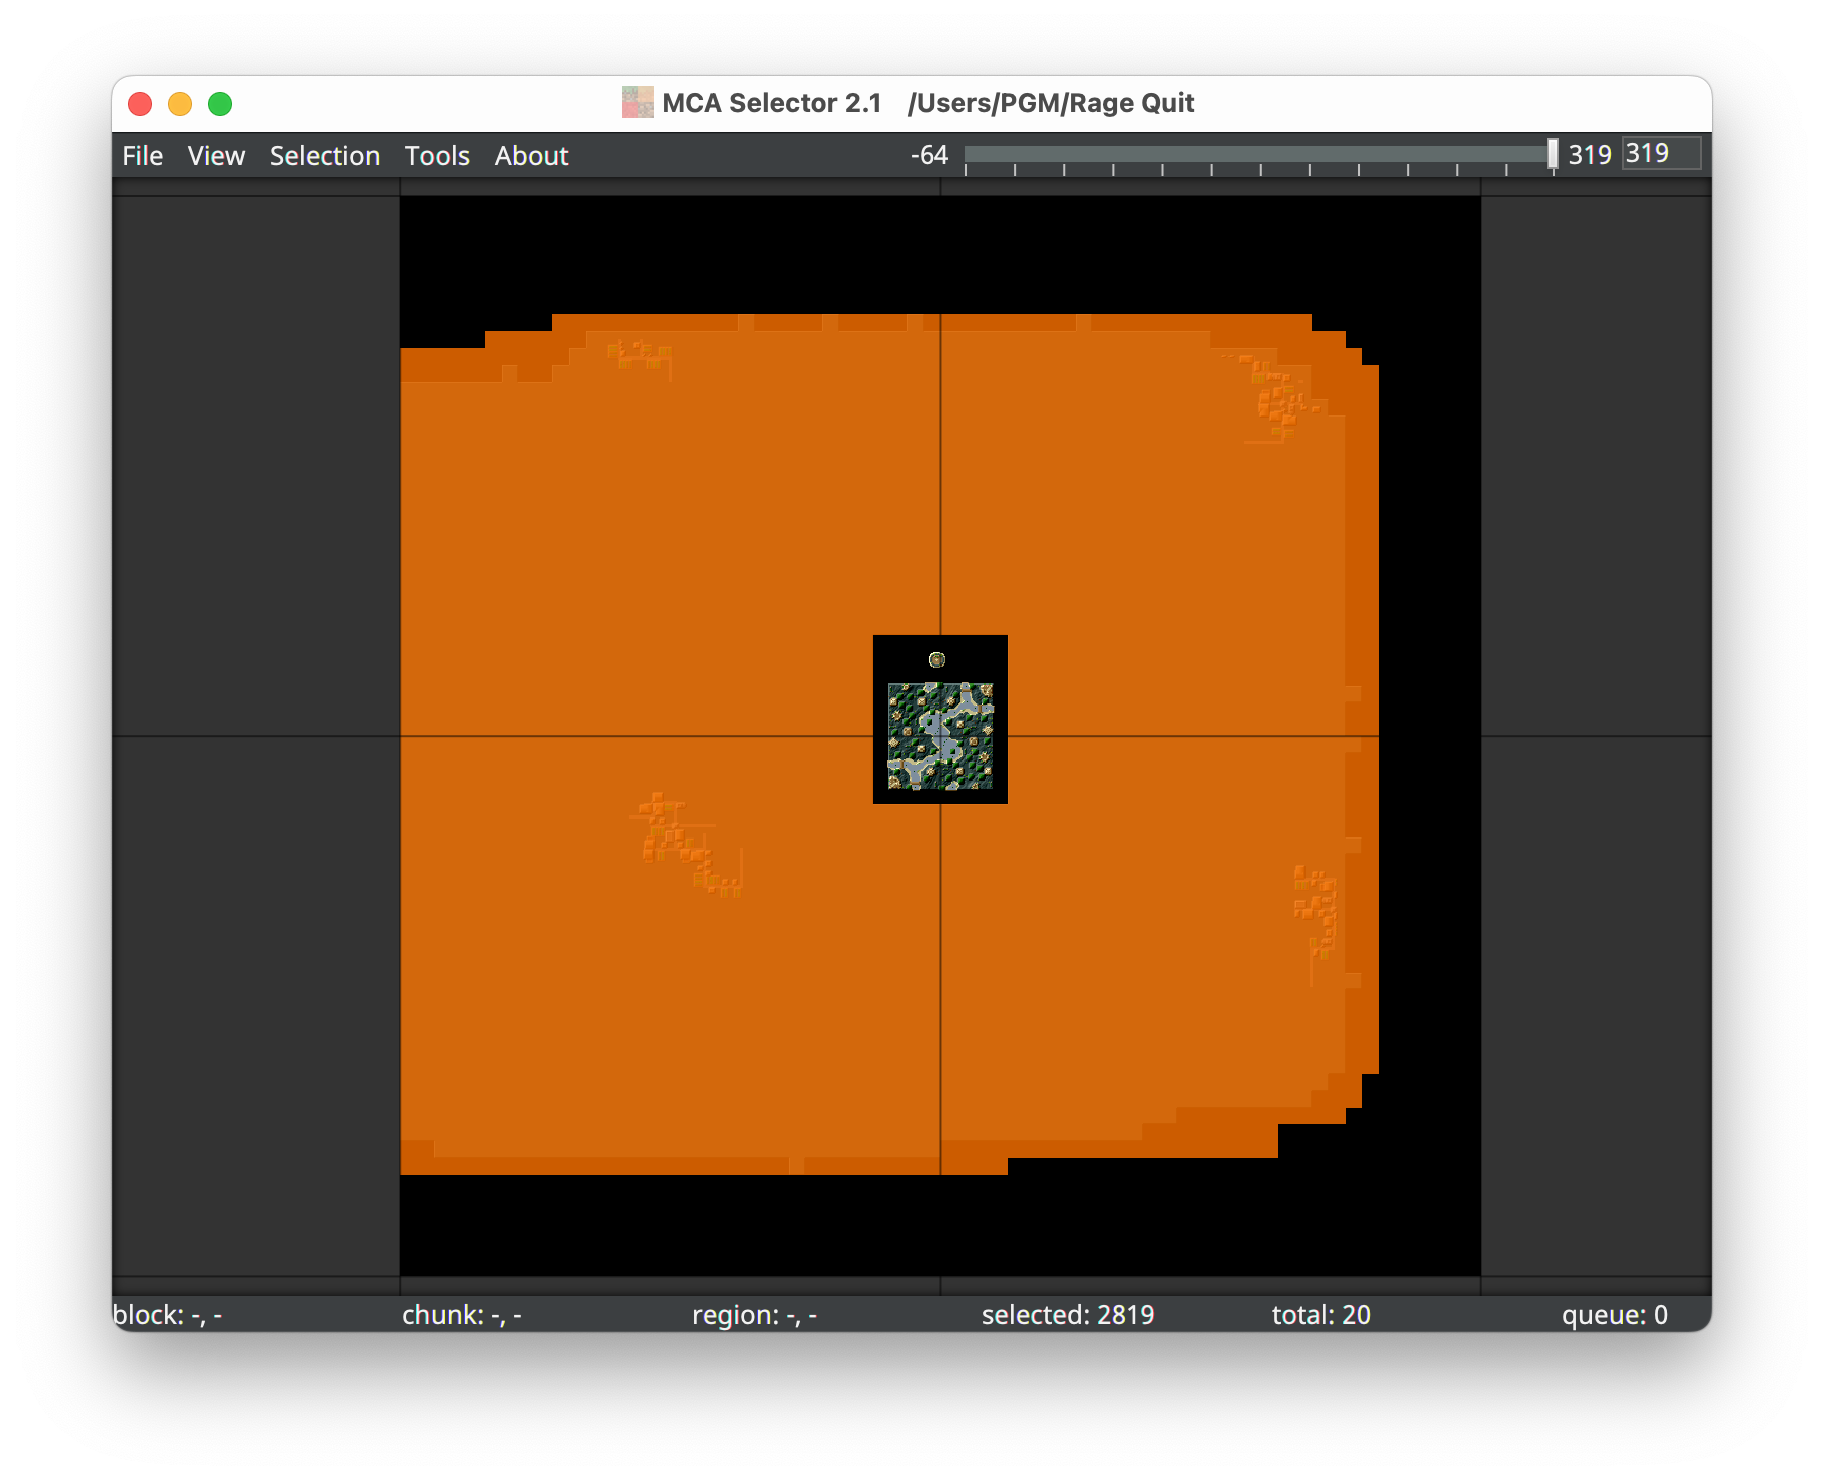 MCA Selector 2.1 /Users/PGM/Rage Quit
File View Selection Tools About -64 319 319
block: -, - chunk: -, - region: -, - selected: 2819 total: 20 queue: 0